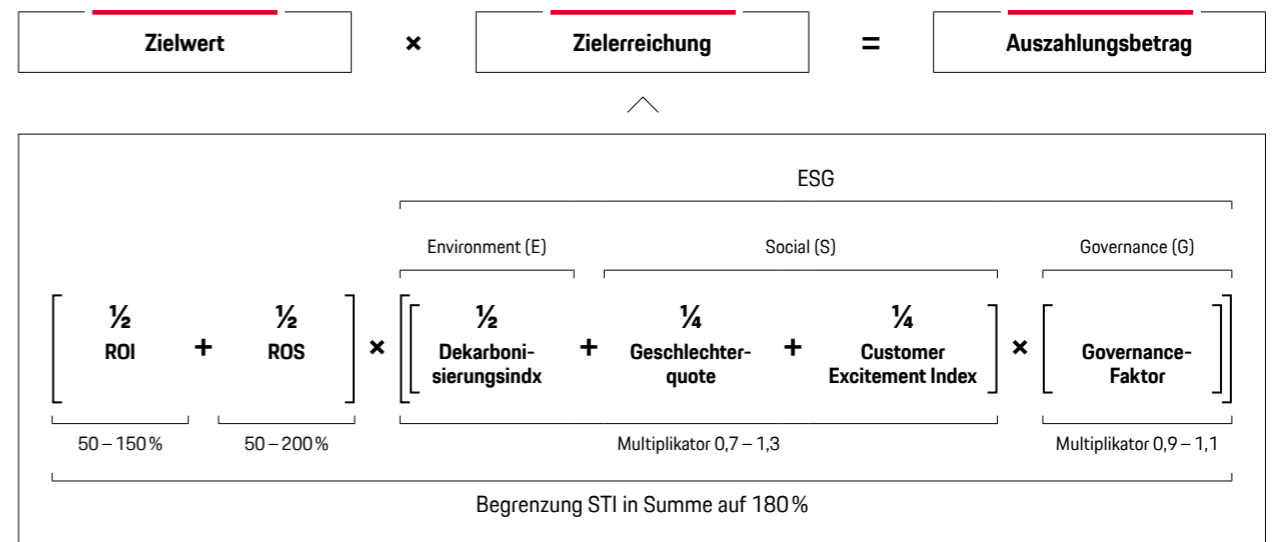 Zielwert × Zielerreichung = Auszahlungsbetrag
ESG
Environment (E) Social (S) Governance (G)
½ ½ ½ ¼ ¼
ROI + ROS × Dekarboni- + Geschlechter- + Customer × Governance-
sierungsindx quote Excitement Index Faktor
50 – 150 % 50 – 200 % Multiplikator 0,7 – 1,3 Multiplikator 0,9 – 1,1
Begrenzung STI in Summe auf 180 %